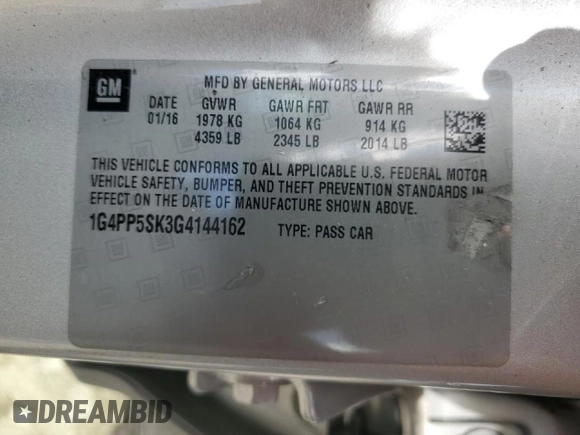 GM
MFD BY GENERAL MOTORS LLC
DATE GVWR GAWR FRT GAWR RR
01/16 1978 KG 1064 KG 914 KG
4359 LB 2345 LB 2014 LB
THIS VEHICLE CONFORMS TO ALL APPLICABLE U.S. FEDERAL MOTOR
VEHICLE SAFETY, BUMPER, AND THEFT PREVENTION STANDARDS IN
EFFECT ON THE DATE OF MANUFACTURE SHOWN ABOVE.
1G4PP5SK3G4144162 TYPE: PASS CAR
DREAMBID